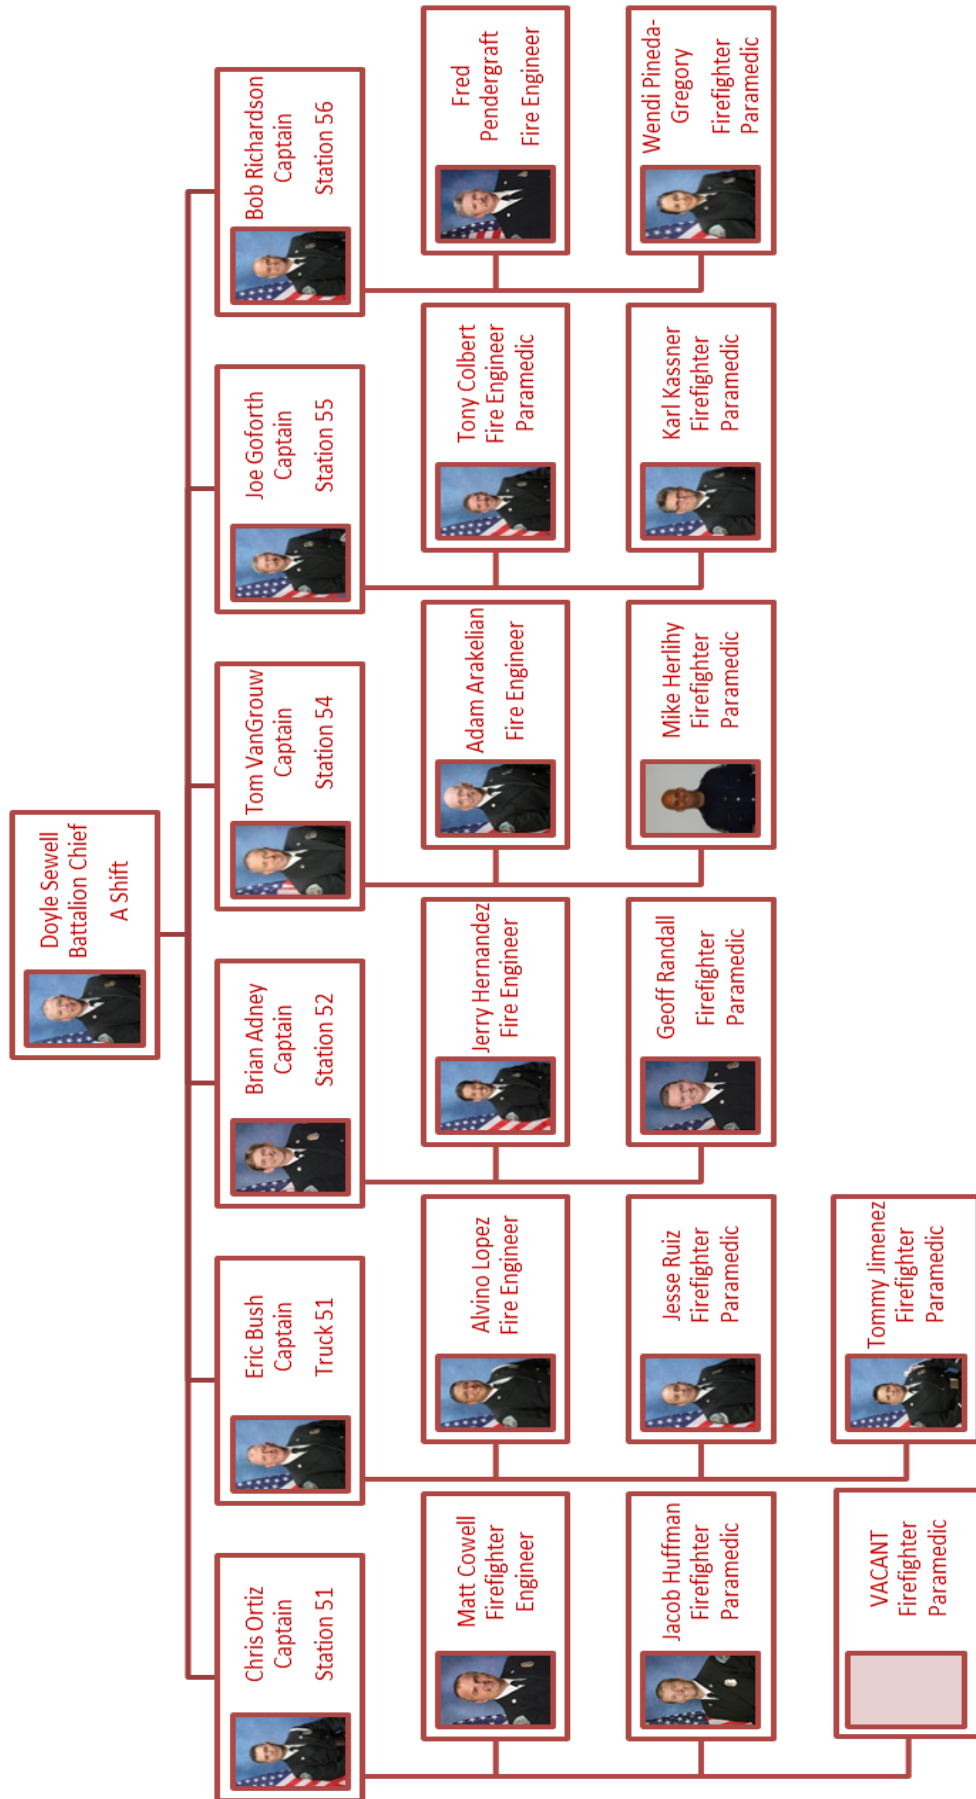 Doyle Sewell
Battalion Chief
A Shift
Chris Ortiz
Captain
Station 51
Eric Bush
Captain
Truck 51
Brian Adney
Captain
Station 52
Tom VanGrouw
Captain
Station 54
Joe Goforth
Captain
Station 55
Bob Richardson
Captain
Station 56
Matt Cowell
Firefighter
Engineer
Alvino Lopez
Fire Engineer
Jerry Hernandez
Fire Engineer
Adam Arakelian
Fire Engineer
Tony Colbert
Fire Engineer
Paramedic
Fred
Pendergraft
Fire Engineer
Jacob Huffman
Firefighter
Paramedic
Jesse Ruiz
Firefighter
Paramedic
Geoff Randall
Firefighter
Paramedic
Mike Herlihy
Firefighter
Paramedic
Karl Kassner
Firefighter
Paramedic
Wendi Pineda-
Gregory
Firefighter
Paramedic
VACANT
Firefighter
Paramedic
Tommy Jimenez
Firefighter
Paramedic